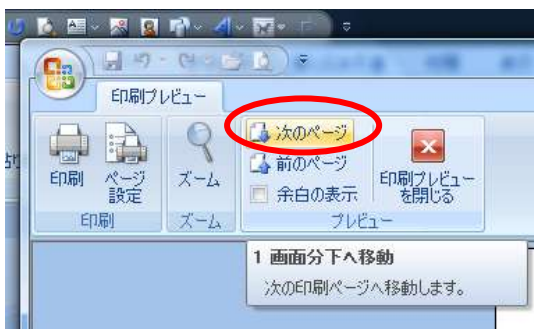 印刷プレビュー
次のページ
前のページ
余白の表示
印刷
ページ
設定
ズーム
印刷プレビュー
を閉じる
印刷
ズーム
プレビュー
1 画面分下へ移動
次の印刷ページへ移動します。